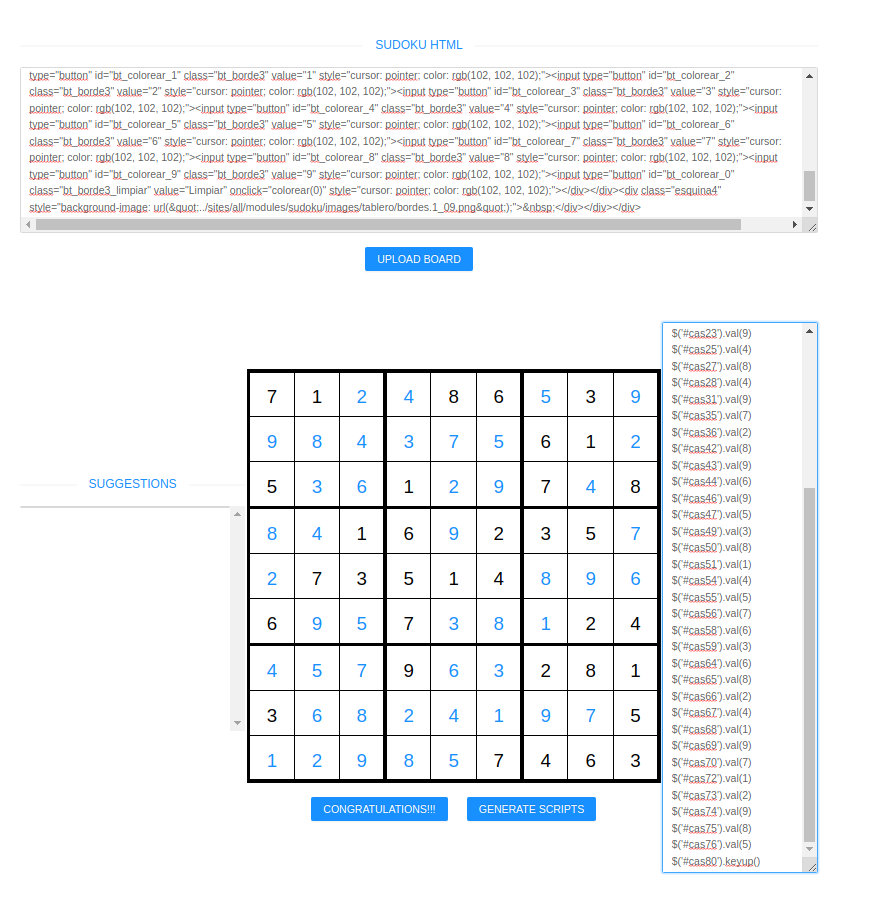 SUDOKU HTML
type="button" id="bt_colorear_1" class="bt_borde3" value="1" style="cursor: pointer; color: rgb(102, 102, 102);"><input type="button" id="bt_colorear_2"
class="bt_borde3" value="2" style="cursor: pointer; color: rgb(102, 102, 102);"><input type="button" id="bt_colorear_3" class="bt_borde3" value="3" style="cursor:
pointer; color: rgb(102, 102, 102);"><input type="button" id="bt_colorear_4" class="bt_borde3" value="4" style="cursor: pointer; color: rgb(102, 102, 102);"><input
type="button" id="bt_colorear_5" class="bt_borde3" value="5" style="cursor: pointer; color: rgb(102, 102, 102);"><input type="button" id="bt_colorear_6"
class="bt_borde3" value="6" style="cursor: pointer; color: rgb(102, 102, 102);"><input type="button" id="bt_colorear_7" class="bt_borde3" value="7" style="cursor:
pointer; color: rgb(102, 102, 102);"><input type="button" id="bt_colorear_8" class="bt_borde3" value="8" style="cursor: pointer; color: rgb(102, 102, 102);"><input
type="button" id="bt_colorear_9" class="bt_borde3" value="9" style="cursor: pointer; color: rgb(102, 102, 102);"><input type="button" id="bt_colorear_0"
class="bt_borde3_limpiar" value="Limpiar" onclick="colorear(0)" style="cursor: pointer; color: rgb(102, 102, 102);"></div></div><div class="esquina4"
style="background-image: url(&quot;../sites/all/modules/sudoku/images/tablero/bordes.1_09.png&quot;);">&nbsp;</div></div></div>
UPLOAD BOARD
SUGGESTIONS
7 1 2 4 8 6 5 3 9
9 8 4 3 7 5 6 1 2
5 3 6 1 2 9 7 4 8
8 4 1 6 9 2 3 5 7
2 7 3 5 1 4 8 9 6
6 9 5 7 3 8 1 2 4
4 5 7 9 6 3 2 8 1
3 6 8 2 4 1 9 7 5
1 2 9 8 5 7 4 6 3
CONGRATULATIONS!!!
GENERATE SCRIPTS
$('#cas23').val(9)
$('#cas25').val(4)
$('#cas27').val(8)
$('#cas28').val(4)
$('#cas31').val(9)
$('#cas35').val(7)
$('#cas36').val(2)
$('#cas42').val(8)
$('#cas43').val(9)
$('#cas44').val(6)
$('#cas46').val(9)
$('#cas47').val(5)
$('#cas49').val(3)
$('#cas50').val(8)
$('#cas51').val(1)
$('#cas54').val(4)
$('#cas55').val(5)
$('#cas56').val(7)
$('#cas58').val(6)
$('#cas59').val(3)
$('#cas64').val(6)
$('#cas65').val(8)
$('#cas66').val(2)
$('#cas67').val(4)
$('#cas68').val(1)
$('#cas69').val(9)
$('#cas70').val(7)
$('#cas72').val(1)
$('#cas73').val(2)
$('#cas74').val(9)
$('#cas75').val(8)
$('#cas76').val(5)
$('#cas80').keyup()